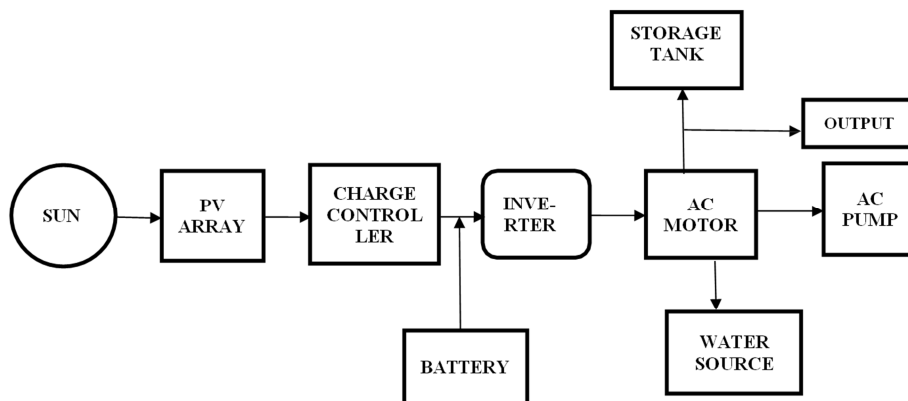 STORAGE
TANK
OUTPUT
SUN
PV
ARRAY
CHARGE
CONTROL
LER
INVE-
RTER
AC
MOTOR
AC
PUMP
BATTERY
WATER
SOURCE